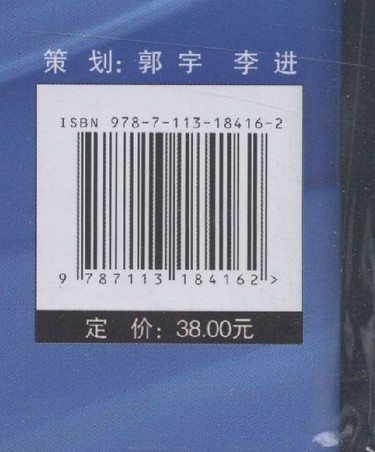 策 划: 郭 宇 李 进
ISBN 978-7-113-18416-2
9 787113 184162 >
定 价: 38.00元